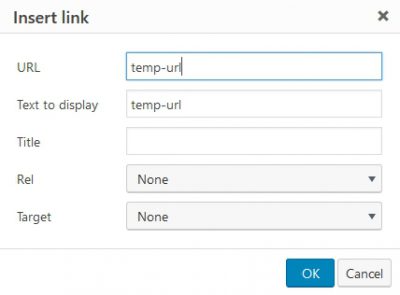 Insert link
URL temp-url
Text to display temp-url
Title
Rel None
Target None
OK Cancel